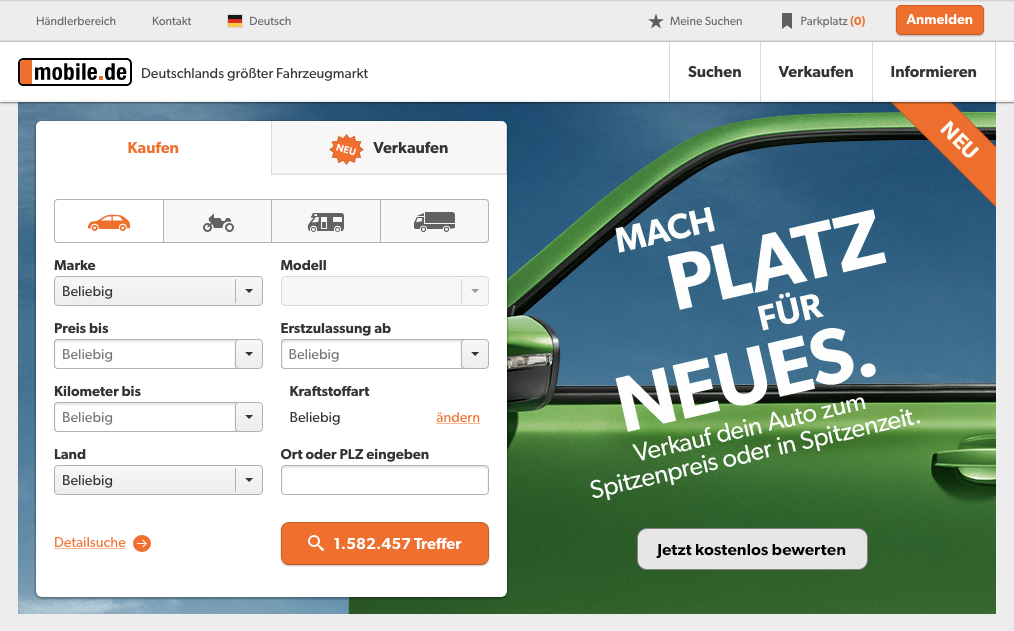 Händlerbereich Kontakt Deutsch Meine Suchen Parkplatz (0) Anmelden
mobile.de Deutschlands größter Fahrzeugmarkt Suchen Verkaufen Informieren
Kaufen NEU Verkaufen
Marke Modell
Beliebig
Preis bis Erstzulassung ab
Beliebig Beliebig
Kilometer bis Kraftstoffart
Beliebig Beliebig ändern
Land Ort oder PLZ eingeben
Beliebig
Detailsuche 1.582.457 Treffer
NEU
MACH
PLATZ
FÜR
NEUES.
Verkauf dein Auto zum
Spitzenpreis oder in Spitzenzeit.
Jetzt kostenlos bewerten